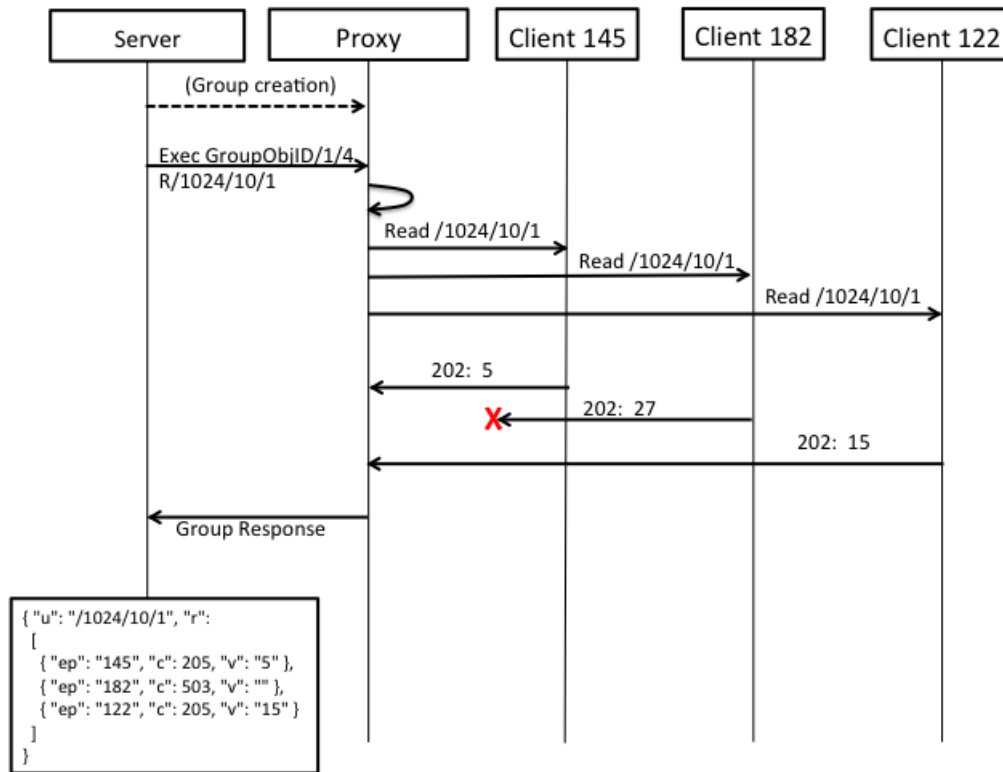 Server
Proxy
Client 145
Client 182
Client 122
(Group creation)
Exec GroupObjID/1/4
R/1024/10/1
Read /1024/10/1
Read /1024/10/1
Read /1024/10/1
202: 5
X
202: 27
202: 15
Group Response
{ "u": "/1024/10/1", "r":
[
{ "ep": "145", "c": 205, "v": "5" },
{ "ep": "182", "c": 503, "v": "" },
{ "ep": "122", "c": 205, "v": "15" }
]
}